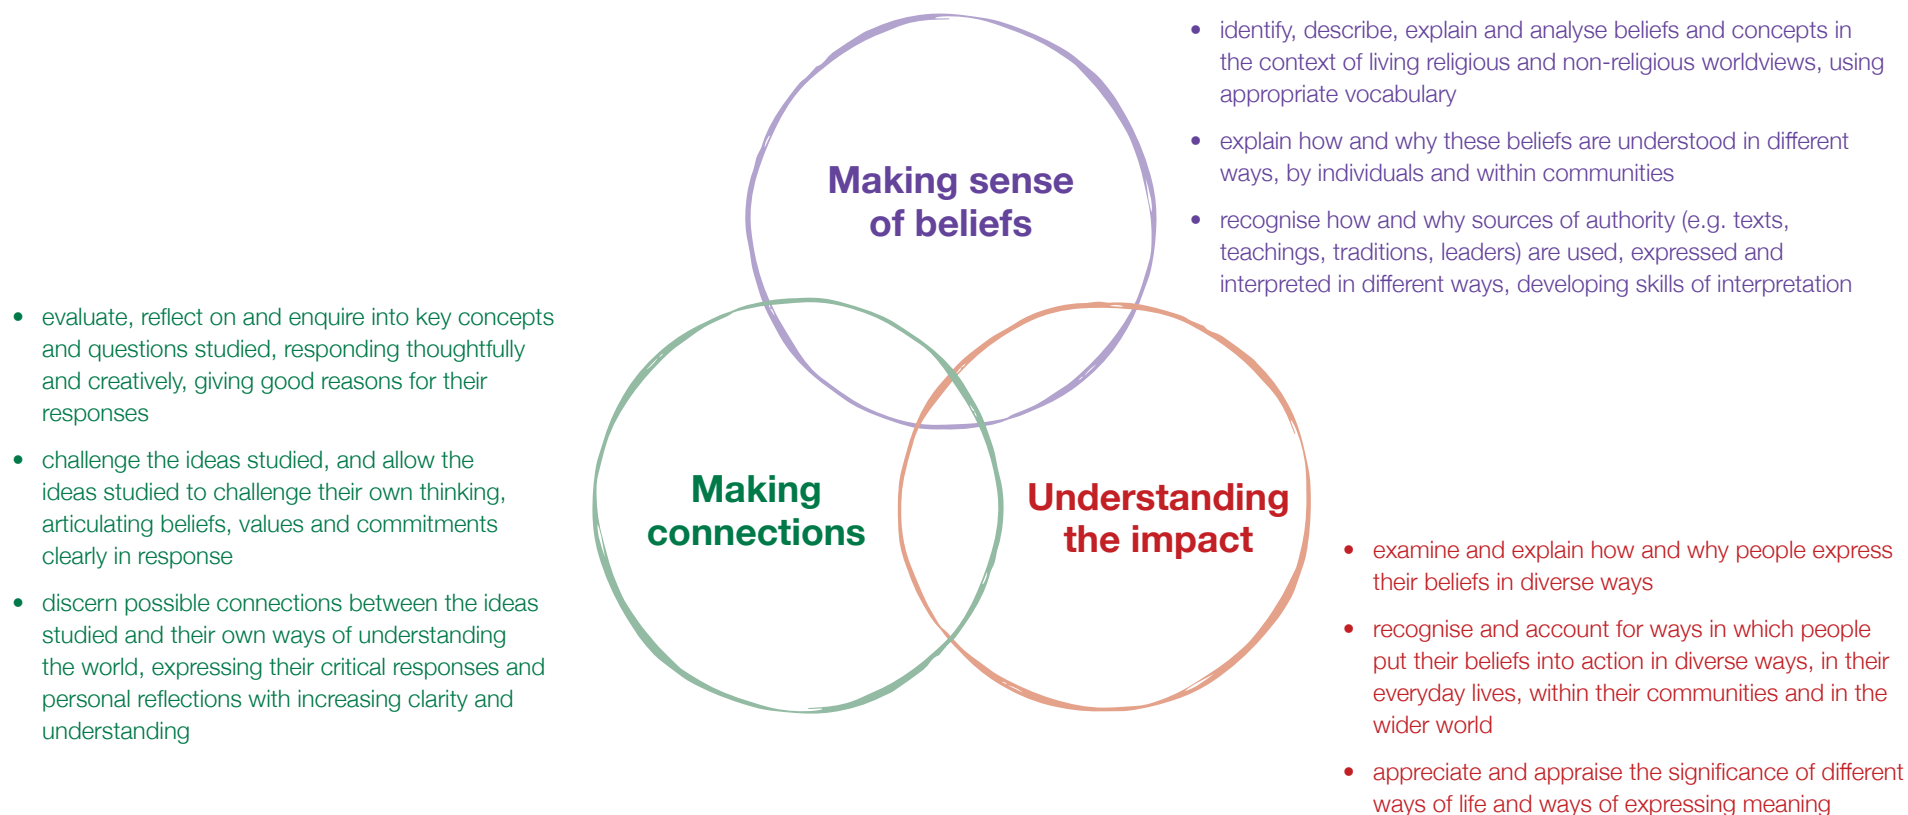 Making sense
of beliefs
• identify, describe, explain and analyse beliefs and concepts in
the context of living religious and non-religious worldviews, using
appropriate vocabulary
• explain how and why these beliefs are understood in different
ways, by individuals and within communities
• recognise how and why sources of authority (e.g. texts,
teachings, traditions, leaders) are used, expressed and
interpreted in different ways, developing skills of interpretation
• evaluate, reflect on and enquire into key concepts
and questions studied, responding thoughtfully
and creatively, giving good reasons for their
responses
• challenge the ideas studied, and allow the
ideas studied to challenge their own thinking,
articulating beliefs, values and commitments
clearly in response
• discern possible connections between the ideas
studied and their own ways of understanding
the world, expressing their critical responses and
personal reflections with increasing clarity and
understanding
Making
connections
Understanding
the impact
• examine and explain how and why people express
their beliefs in diverse ways
• recognise and account for ways in which people
put their beliefs into action in diverse ways, in their
everyday lives, within their communities and in the
wider world
• appreciate and appraise the significance of different
ways of life and ways of expressing meaning